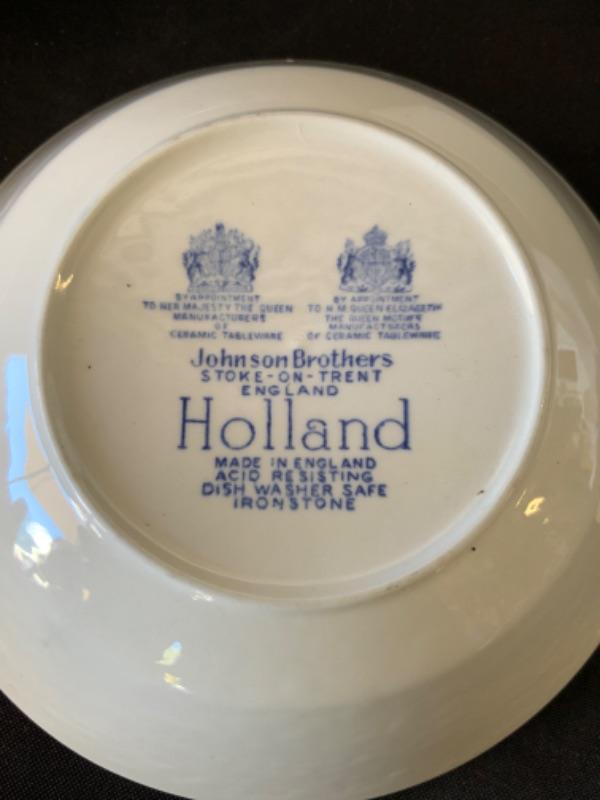 BY APPOINTMENT
TO HER MAJESTY THE QUEEN
MANUFACTURERS
OF
CERAMIC TABLEWARE
BY APPOINTMENT
TO H.M. QUEEN ELIZABETH
THE QUEEN MOTHER
MANUFACTURERS
OF CERAMIC TABLEWARE
Johnson Brothers
STOKE-ON-TRENT
ENGLAND
Holland
MADE IN ENGLAND
ACID RESISTING
DISH WASHER SAFE
IRONSTONE